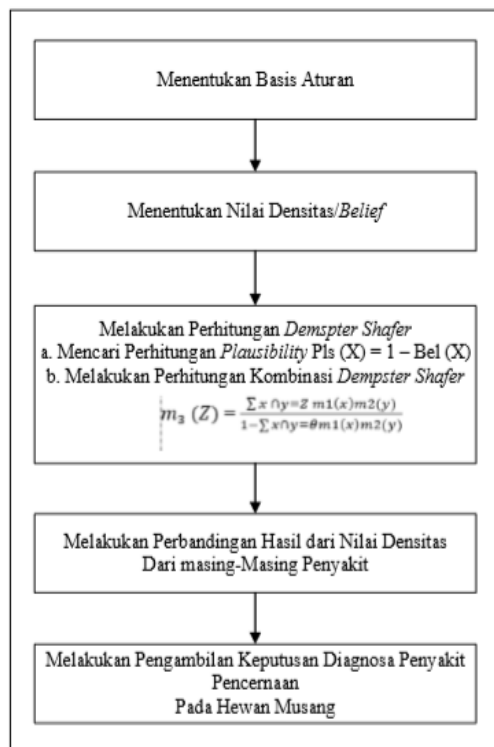 Menentukan Basis Aturan
Menentukan Nilai Densitas/Belief
Melakukan Perhitungan Demspter Shafer
a. Mencari Perhitungan Plausibility Pls (X) = 1 – Bel (X)
b. Melakukan Perhitungan Kombinasi Dempster Shafer
m₃ (Z) = \frac{∑x∩y=Z m1(x)m2(y)}{1−∑x∩y=θm1(x)m2(y)}
Melakukan Perbandingan Hasil dari Nilai Densitas
Dari masing-Masing Penyakit
Melakukan Pengambilan Keputusan Diagnosa Penyakit
Pencernaan
Pada Hewan Musang